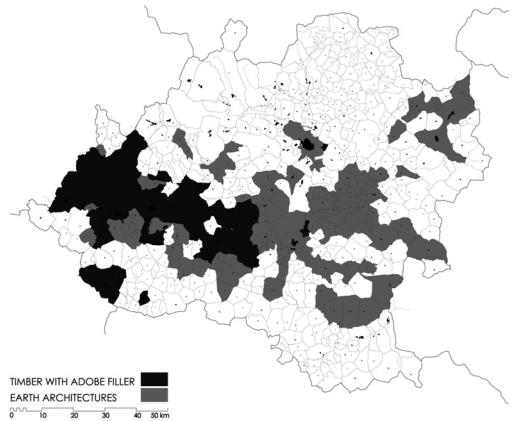 TIMBER WITH ADOBE FILLER
EARTH ARCHITECTURES
0 10 20 30 40 50 km